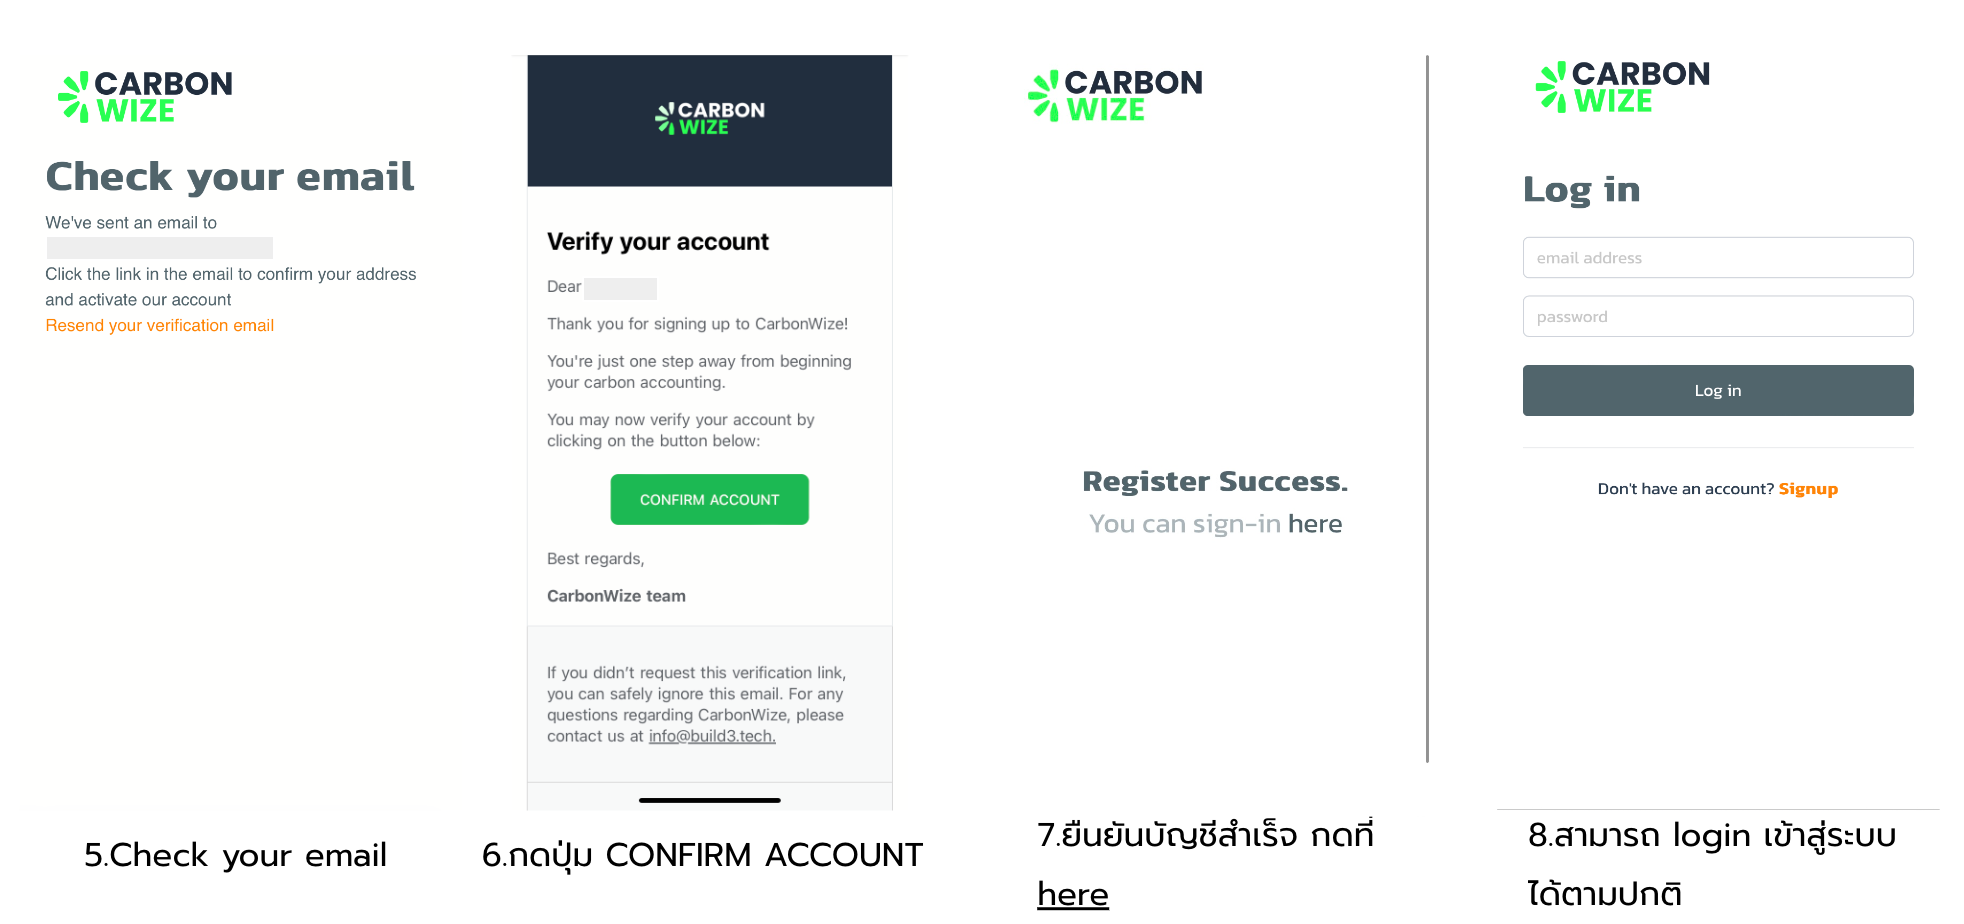 CARBON
WIZE
Check your email
We've sent an email to
Click the link in the email to confirm your address
and activate our account
Resend your verification email
5.Check your email
CARBON
WIZE
Verify your account
Dear
Thank you for signing up to CarbonWize!
You're just one step away from beginning
your carbon accounting.
You may now verify your account by
clicking on the button below:
CONFIRM ACCOUNT
Best regards,
CarbonWize team
If you didn't request this verification link,
you can safely ignore this email. For any
questions regarding CarbonWize, please
contact us at info@build3.tech.
6.กดปุ่ม CONFIRM ACCOUNT
CARBON
WIZE
Register Success.
You can sign-in here
7.ยืนยันบัญชีสำเร็จ กดที่
here
CARBON
WIZE
Log in
email address
password
Log in
Don't have an account? Signup
8.สามารถ login เข้าสู่ระบบ
ได้ตามปกติ